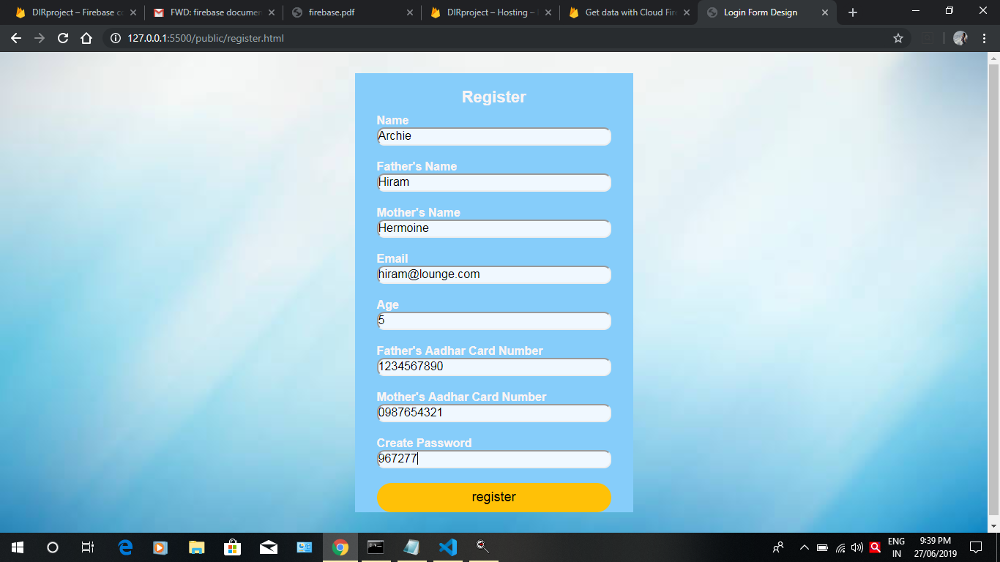 DIRproject – Firebase co
FWD: firebase documen
firebase.pdf
DIRproject – Hosting –
Get data with Cloud Fire
Login Form Design
127.0.0.1:5500/public/register.html
Register
Name
Archie
Father's Name
Hiram
Mother's Name
Hermoine
Email
hiram@lounge.com
Age
5
Father's Aadhar Card Number
1234567890
Mother's Aadhar Card Number
0987654321
Create Password
967277
register
ENG
IN
9:39 PM
27/06/2019